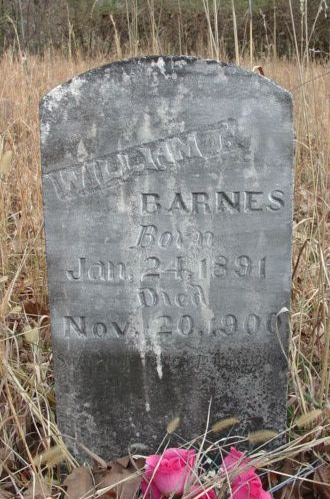 WILLIAM F.
BARNES
Born
Jan. 24, 1891
Died
Nov. 20, 1900